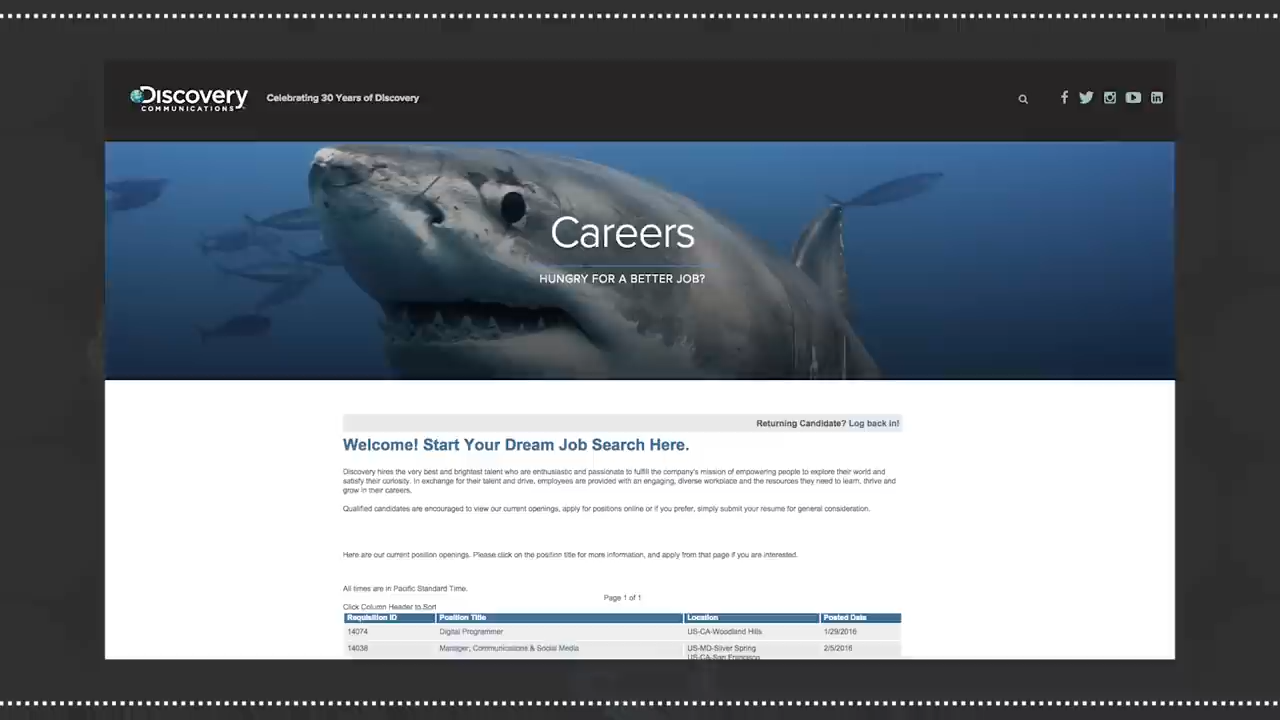 Discovery
COMMUNICATIONS
Celebrating 30 Years of Discovery
Careers
HUNGRY FOR A BETTER JOB?
Returning Candidate? Log back in!
Welcome! Start Your Dream Job Search Here.
Discovery hires the very best and brightest talent who are enthusiastic and passionate to fulfill the company's mission of empowering people to explore their world and
satisfy their curiosity. In exchange for their talent and drive, employees are provided with an engaging, diverse workplace and the resources they need to learn, thrive and
grow in their careers.
Qualified candidates are encouraged to view our current openings, apply for positions online or if you prefer, simply submit your resume for general consideration.
Here are our current position openings. Please click on the position title for more information, and apply from that page if you are interested.
All times are in Pacific Standard Time.
Page 1 of 1
Click Column Header to Sort
Requisition ID Position Title Location Posted Date
14074 Digital Programmer US-CA-Woodland Hills 1/29/2016
14038 Manager, Communications & Social Media US-MD-Silver Spring 2/5/2016
US-CA-San Francisco